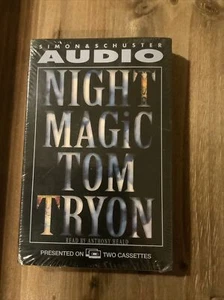 SIMON & SCHUSTER
AUDIO
NIGHT
MAGiC
TOM
TRYON
READ BY ANTHONY HEALD
PRESENTED ON TWO CASSETTES